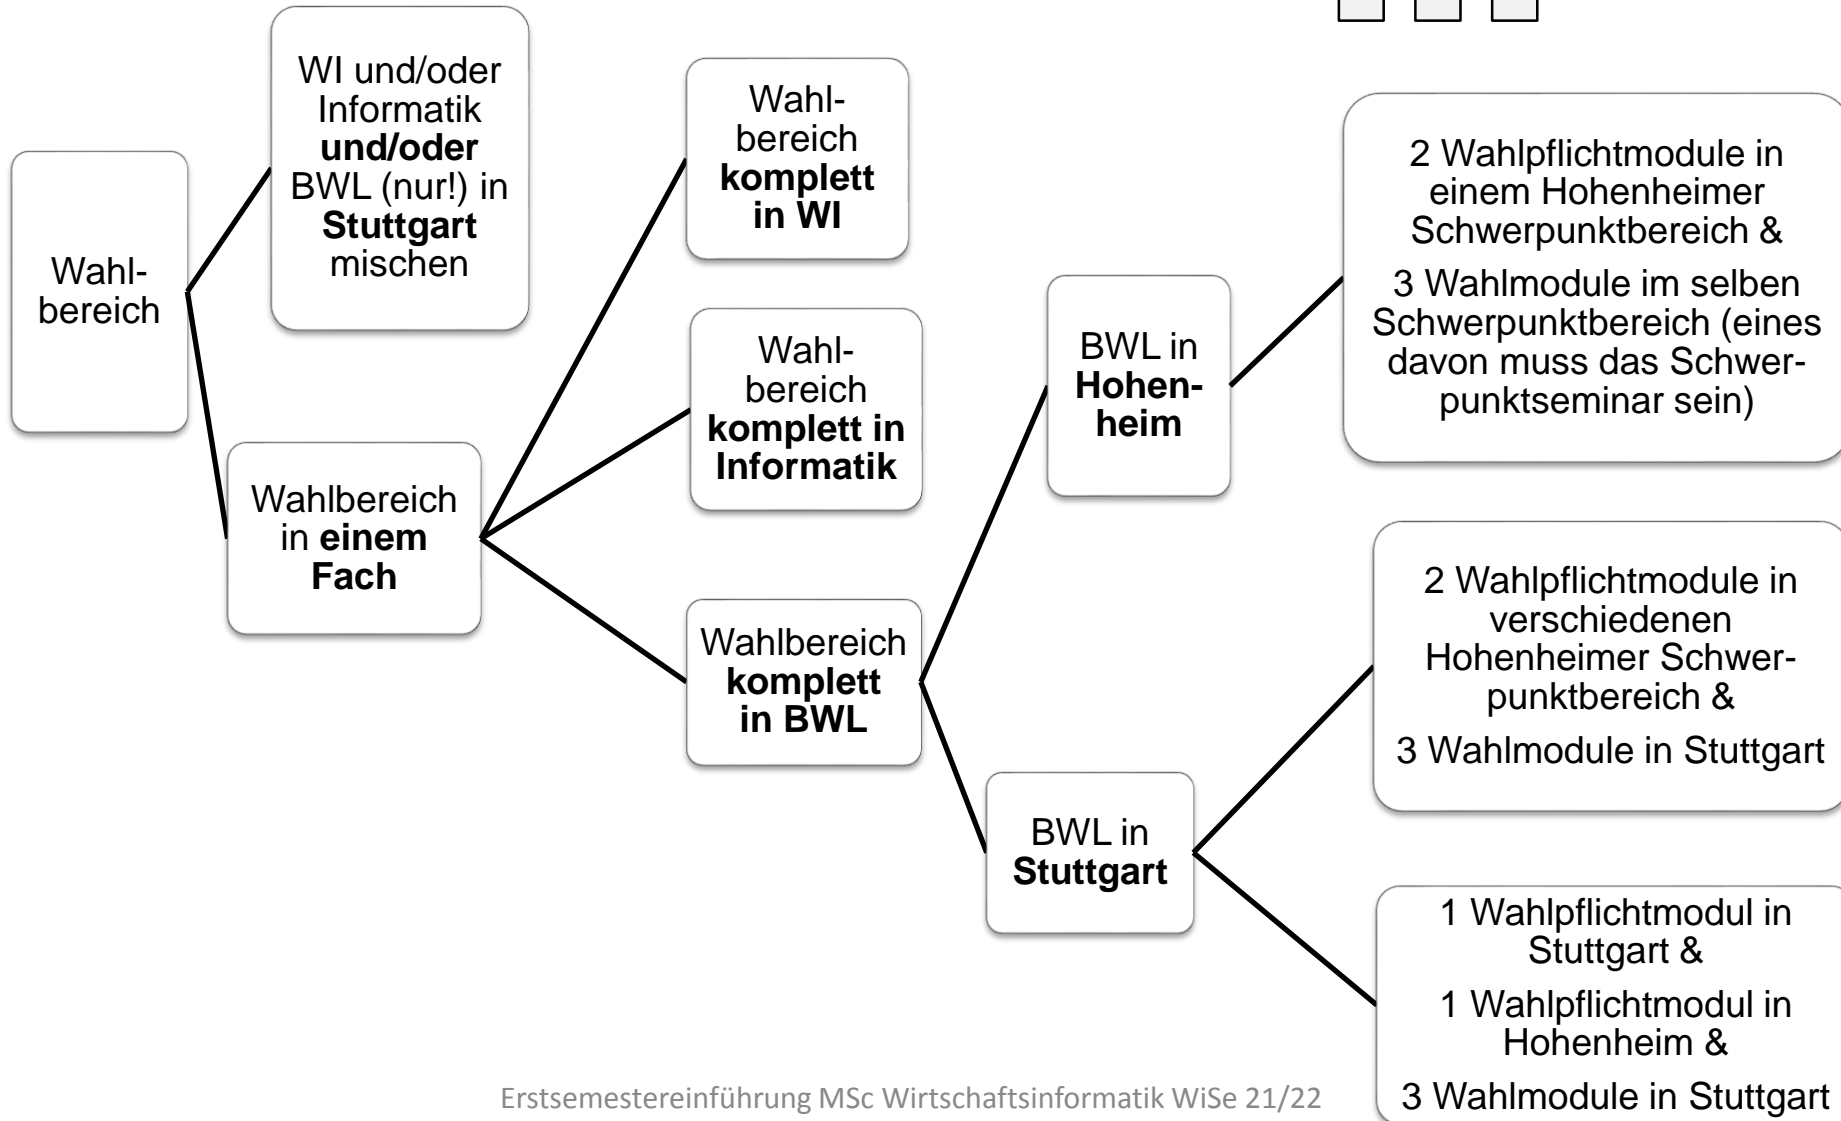 Wahl-
bereich
WI und/oder
Informatik
und/oder
BWL (nur!) in
Stuttgart
mischen
Wahlbereich
in einem
Fach
Wahl-
bereich
komplett
in WI
Wahl-
bereich
komplett in
Informatik
Wahlbereich
komplett
in BWL
BWL in
Hohen-
heim
BWL in
Stuttgart
2 Wahlpflichtmodule in
einem Hohenheimer
Schwerpunktbereich &
3 Wahlmodule im selben
Schwerpunktbereich (eines
davon muss das Schwer-
punktseminar sein)
2 Wahlpflichtmodule in
verschiedenen
Hohenheimer Schwer-
punktbereich &
3 Wahlmodule in Stuttgart
1 Wahlpflichtmodul in
Stuttgart &
1 Wahlpflichtmodul in
Hohenheim &
3 Wahlmodule in Stuttgart
Erstsemestereinführung MSc Wirtschaftsinformatik WiSe 21/22